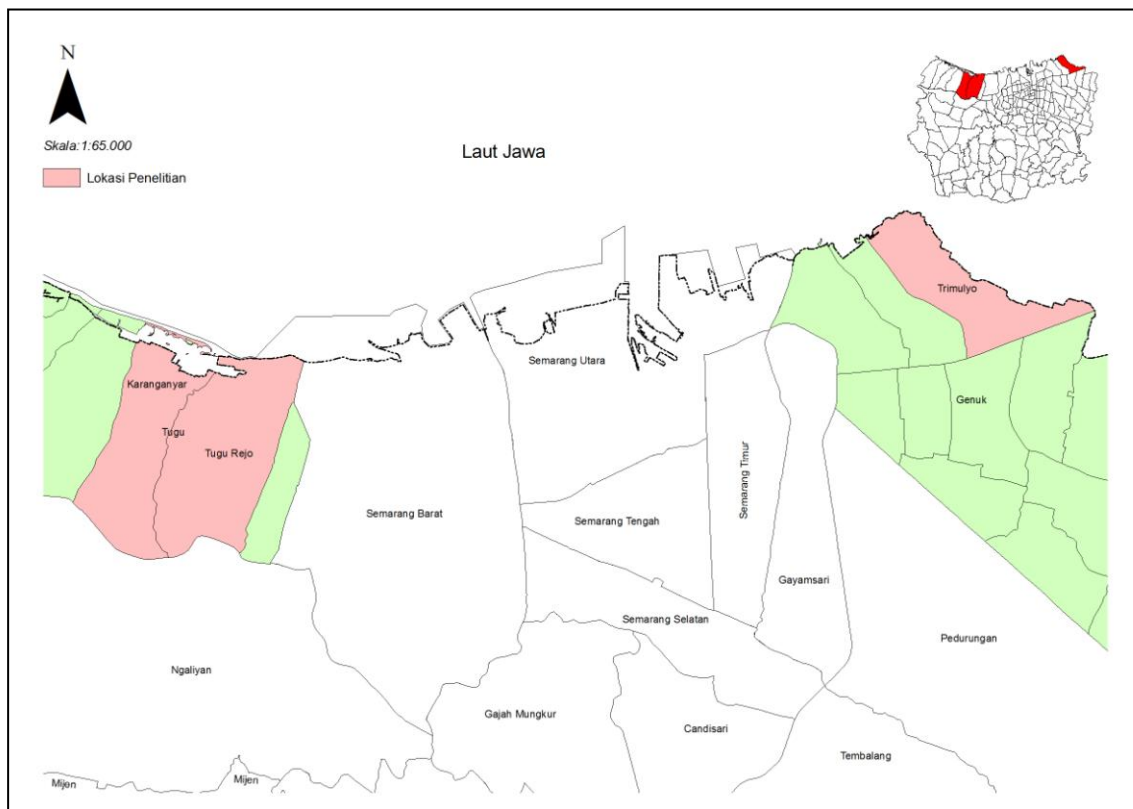 N
Skala:1:65.000
Lokasi Penelitian
Laut Jawa
Trimulyo
Semarang Utara
Karanganyar
Genuk
Tugu
Tugu Rejo
Semarang Timur
Semarang Barat
Semarang Tengah
Gayamsari
Semarang Selatan
Pedurungan
Ngaliyan
Gajah Mungkur
Candisari
Tembalang
Mijen
Mijen